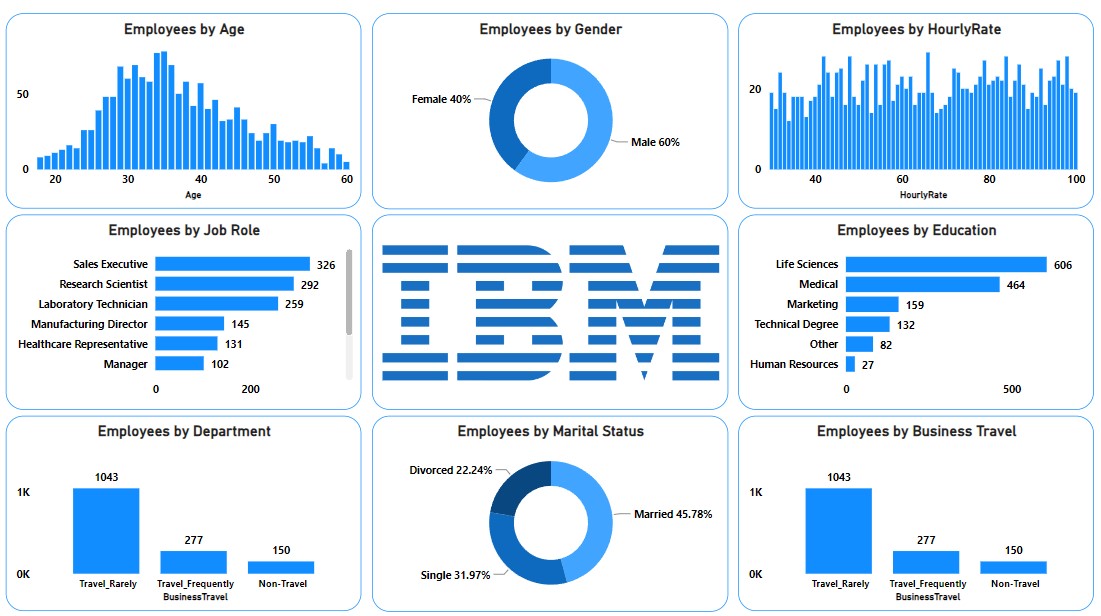 Employees by Age
50
0
20 30 40 50 60
Age
Employees by Gender
Female 40%
Male 60%
Employees by HourlyRate
20
0
40 60 80 100
HourlyRate
Employees by Job Role
Sales Executive 326
Research Scientist 292
Laboratory Technician 259
Manufacturing Director 145
Healthcare Representative 131
Manager 102
0 200
IBM
Employees by Education
Life Sciences 606
Medical 464
Marketing 159
Technical Degree 132
Other 82
Human Resources 27
0 500
Employees by Department
1043
1K
277
150
0K
Travel_Rarely Travel_Frequently Non-Travel
BusinessTravel
Employees by Marital Status
Divorced 22.24%
Married 45.78%
Single 31.97%
Employees by Business Travel
1043
1K
277
150
0K
Travel_Rarely Travel_Frequently Non-Travel
BusinessTravel